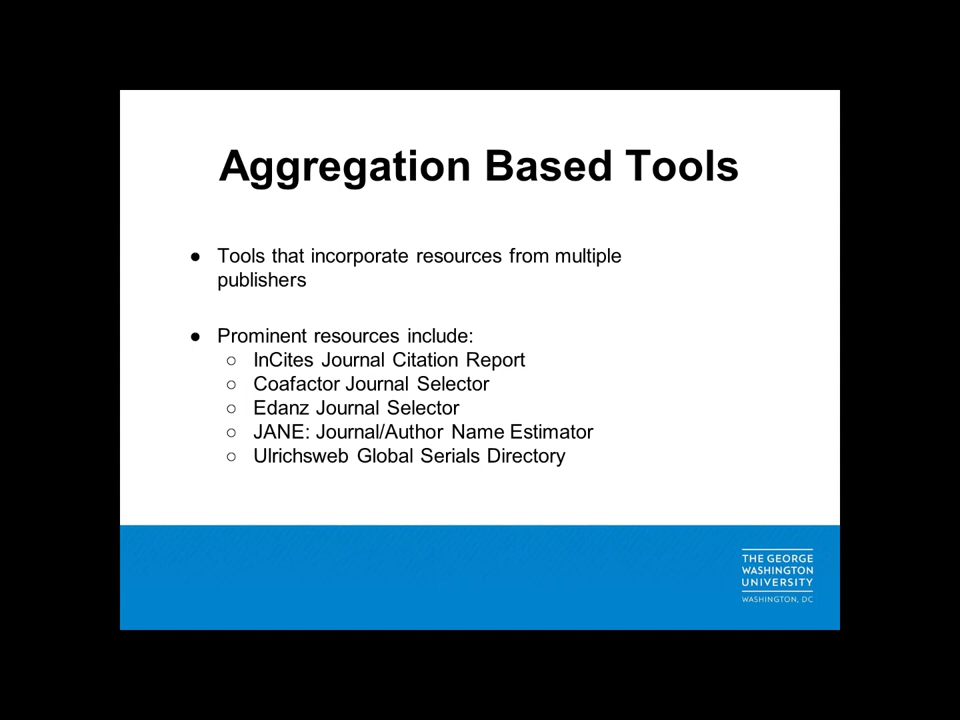 Aggregation Based Tools
● Tools that incorporate resources from multiple
publishers
● Prominent resources include:
○ InCites Journal Citation Report
○ Coafactor Journal Selector
○ Edanz Journal Selector
○ JANE: Journal/Author Name Estimator
○ Ulrichsweb Global Serials Directory
THE GEORGE
WASHINGTON
UNIVERSITY
WASHINGTON, DC